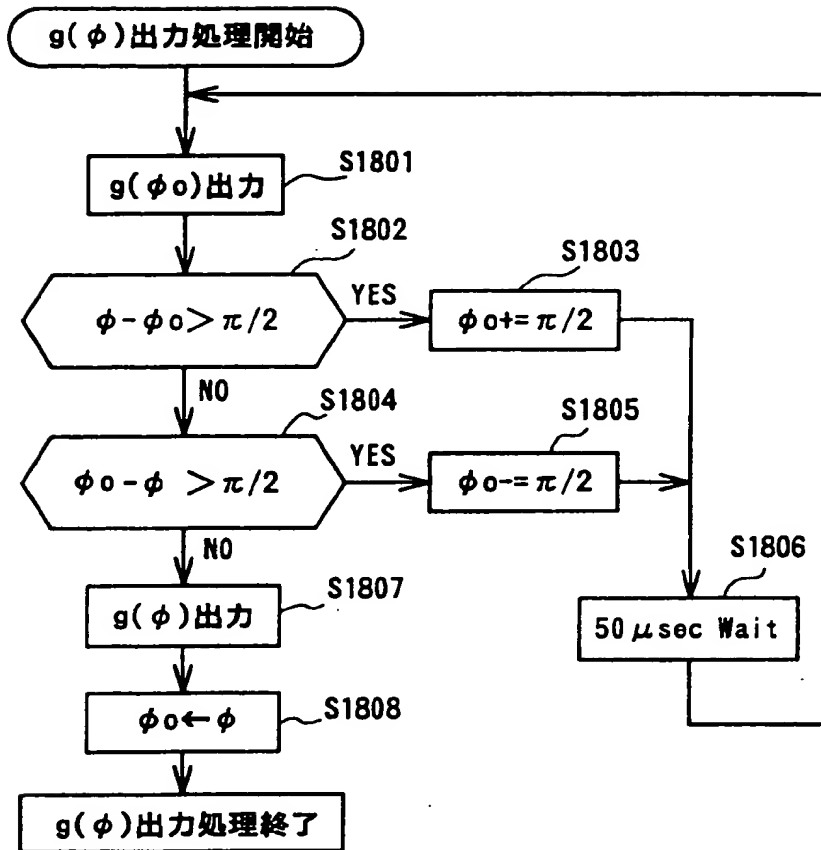 g(φ)出力処理開始
S1801
g(φo)出力
S1802
φ-φo>π/2
YES
S1803
φo+=π/2
NO
S1804
φo-φ >π/2
YES
S1805
φo-=π/2
NO
S1806
50μsec Wait
S1807
g(φ)出力
S1808
φo←φ
g(φ)出力処理終了